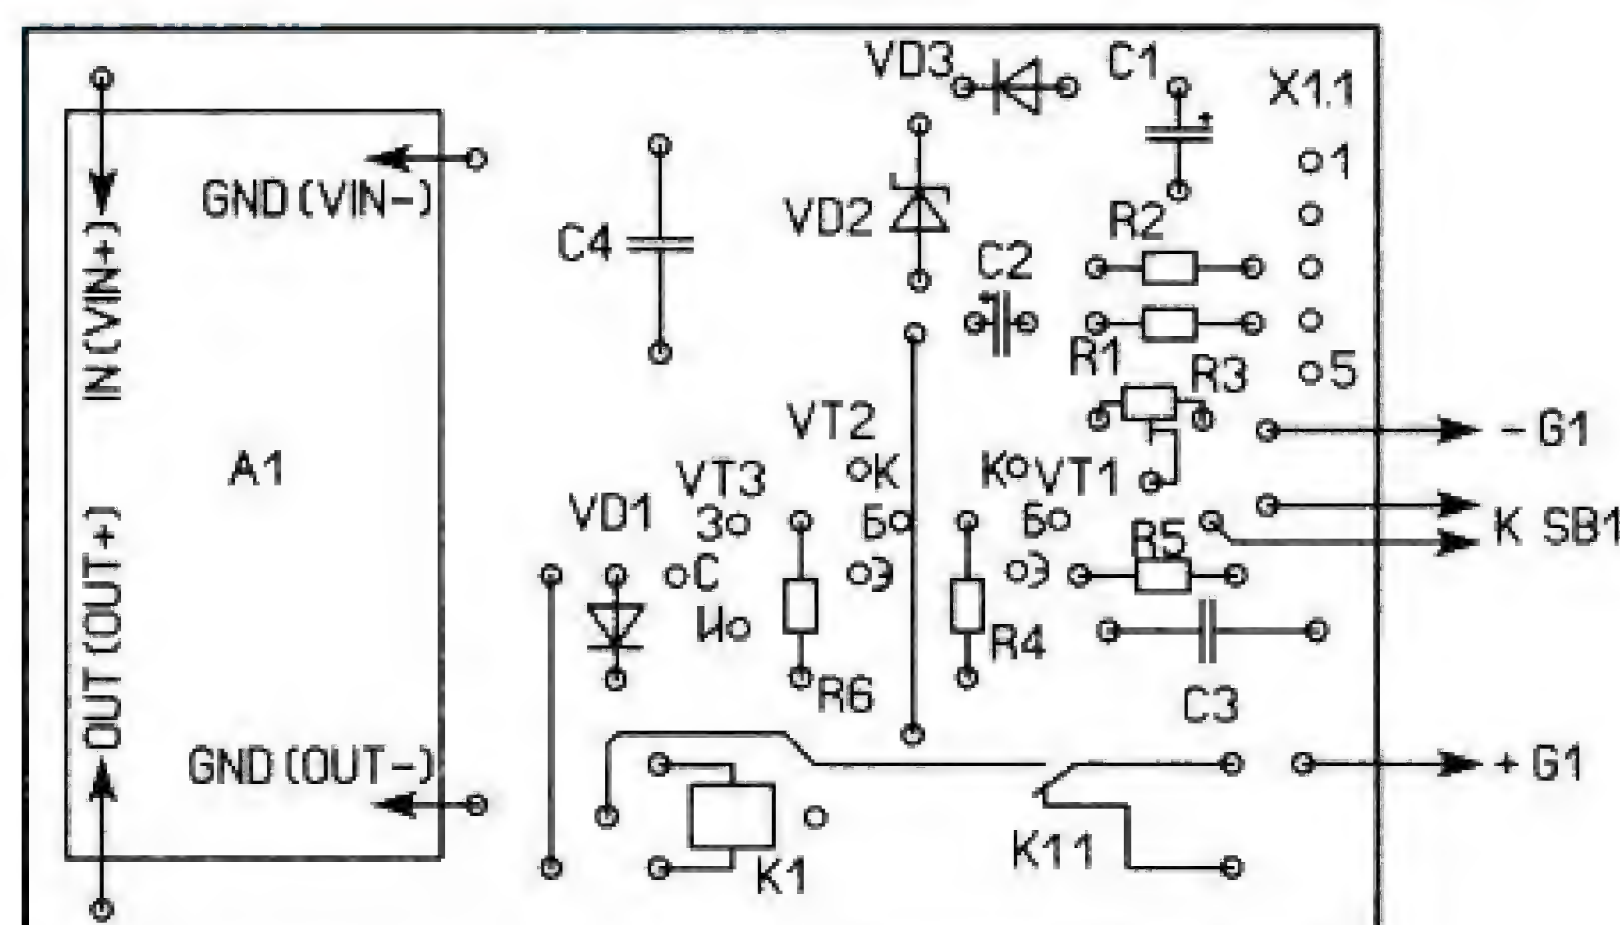 VD3
C1
X1.1
1
GND (VIN-)
VD2
R2
C4
C2
IN (VIN+)
R1
R3
5
VT2
- G1
A1
VT3
К
К
VT1
VD1
З
Б
Б
К SB1
R5
С
Э
Э
OUT (OUT+)
И
R4
R6
C3
GND (OUT-)
+ G1
K1
K11